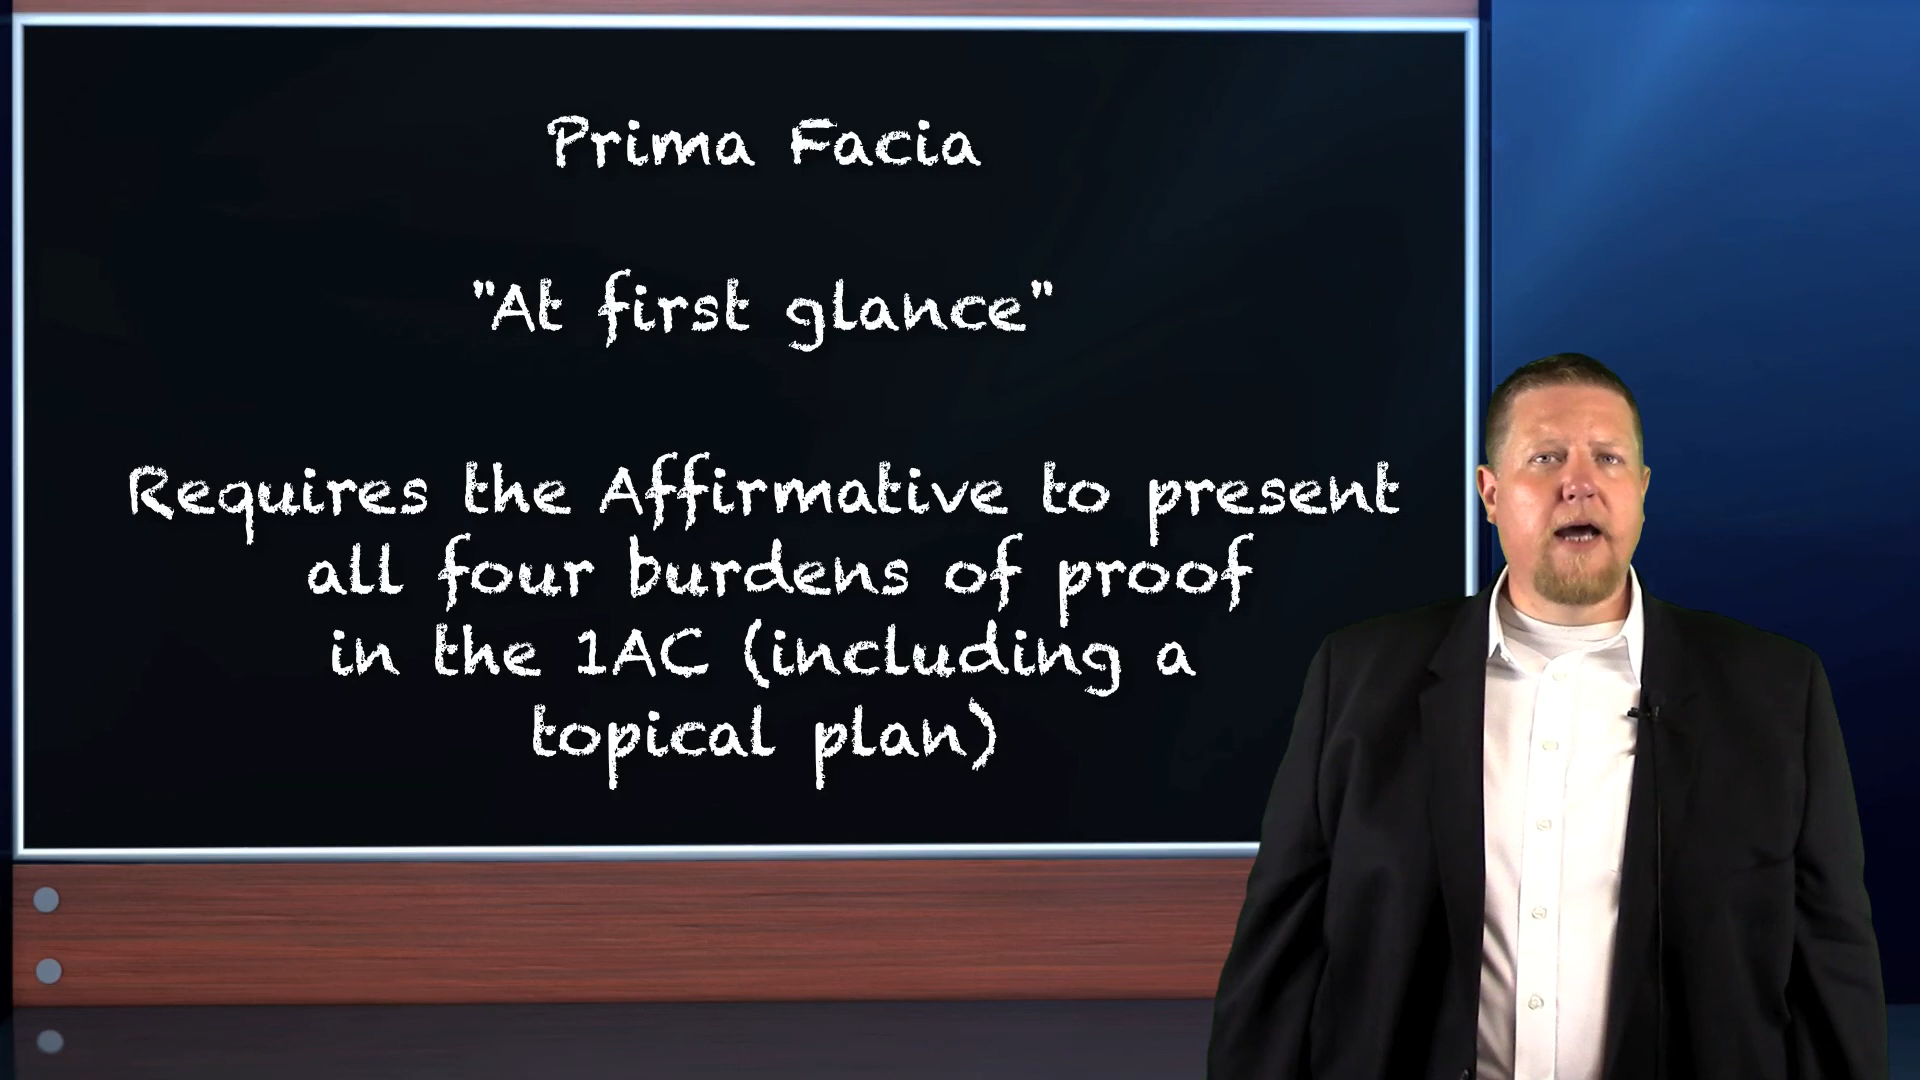 Prima Facia
"At first glance"
Requires the Affirmative to present
all four burdens of proof
in the 1AC (including a
topical plan)